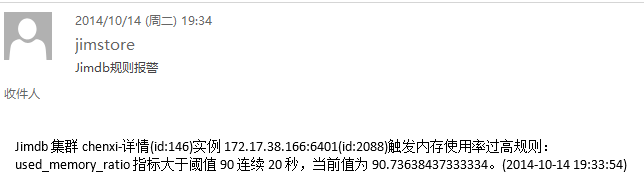 2014/10/14 (周二) 19:34
jimstore
Jimdb规则报警
收件人
Jimdb 集群 chenxi-详情(id:146)实例 172.17.38.166:6401(id:2088)触发内存使用率过高规则：
used_memory_ratio 指标大于阈值 90 连续 20 秒，当前值为 90.73638437333334。(2014-10-14 19:33:54)